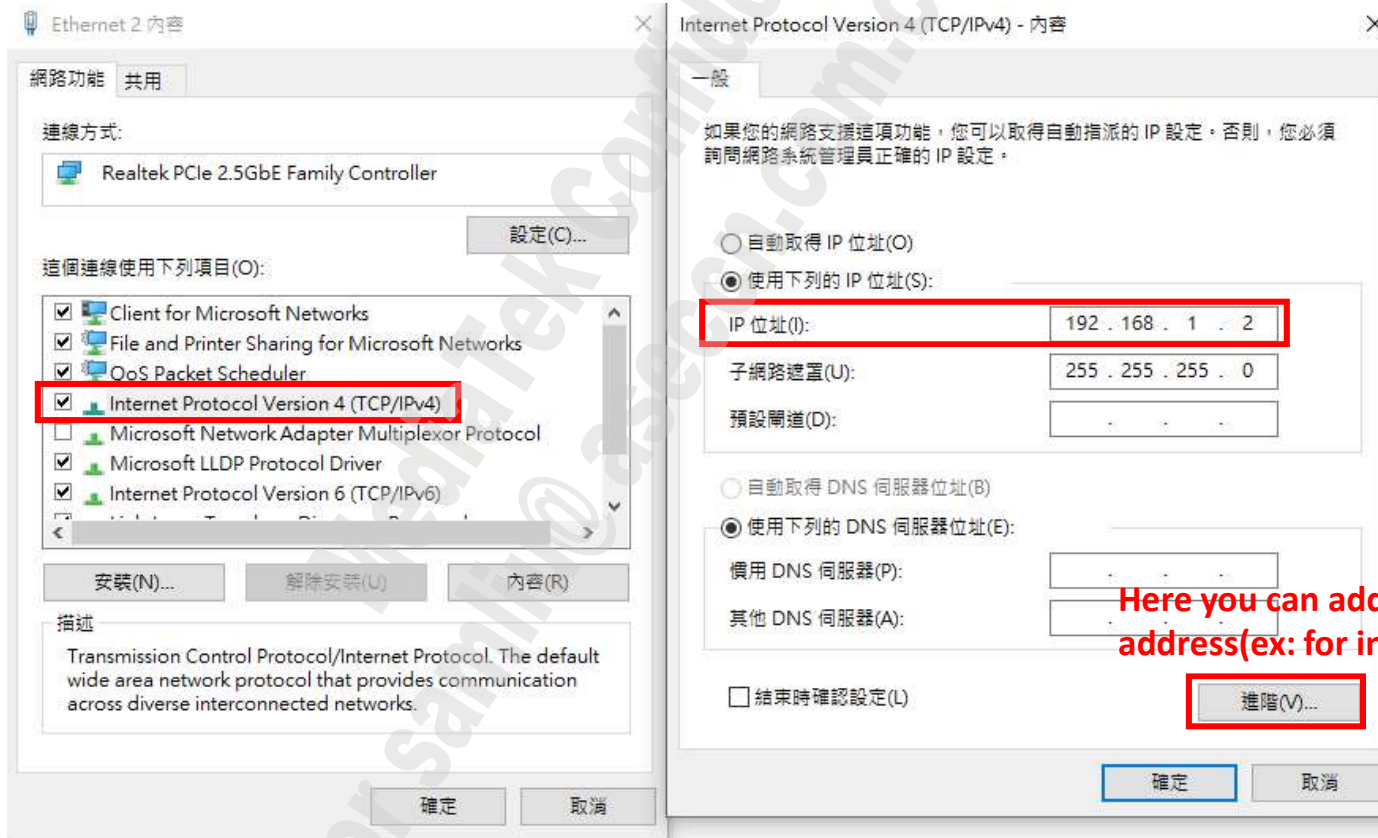 Ethernet 2 內容
網路功能
共用
連線方式:
Realtek PCIe 2.5GbE Family Controller
設定(C)...
這個連線使用下列項目(O):
Client for Microsoft Networks
File and Printer Sharing for Microsoft Networks
QoS Packet Scheduler
Internet Protocol Version 4 (TCP/IPv4)
Microsoft Network Adapter Multiplexor Protocol
Microsoft LLDP Protocol Driver
Internet Protocol Version 6 (TCP/IPv6)
安裝(N)...
解除安裝(U)
內容(R)
描述
Transmission Control Protocol/Internet Protocol. The default
wide area network protocol that provides communication
across diverse interconnected networks.
確定
取消
Internet Protocol Version 4 (TCP/IPv4) - 內容
一般
如果您的網路支援這項功能，您可以取得自動指派的 IP 設定。否則，您必須
詢問網路系統管理員正確的 IP 設定。
自動取得 IP 位址(O)
使用下列的 IP 位址(S):
IP 位址(I):
192 . 168 . 1 . 2
子網路遮罩(U):
255 . 255 . 255 . 0
預設閘道(D):
. . .
自動取得 DNS 伺服器位址(B)
使用下列的 DNS 伺服器位址(E):
慣用 DNS 伺服器(P):
. . .
其他 DNS 伺服器(A):
. . .
Here you can add
address(ex: for in
結束時確認設定(L)
進階(V)...
確定
取消
MediaTek Confid
or samliu@aseccn.com.c